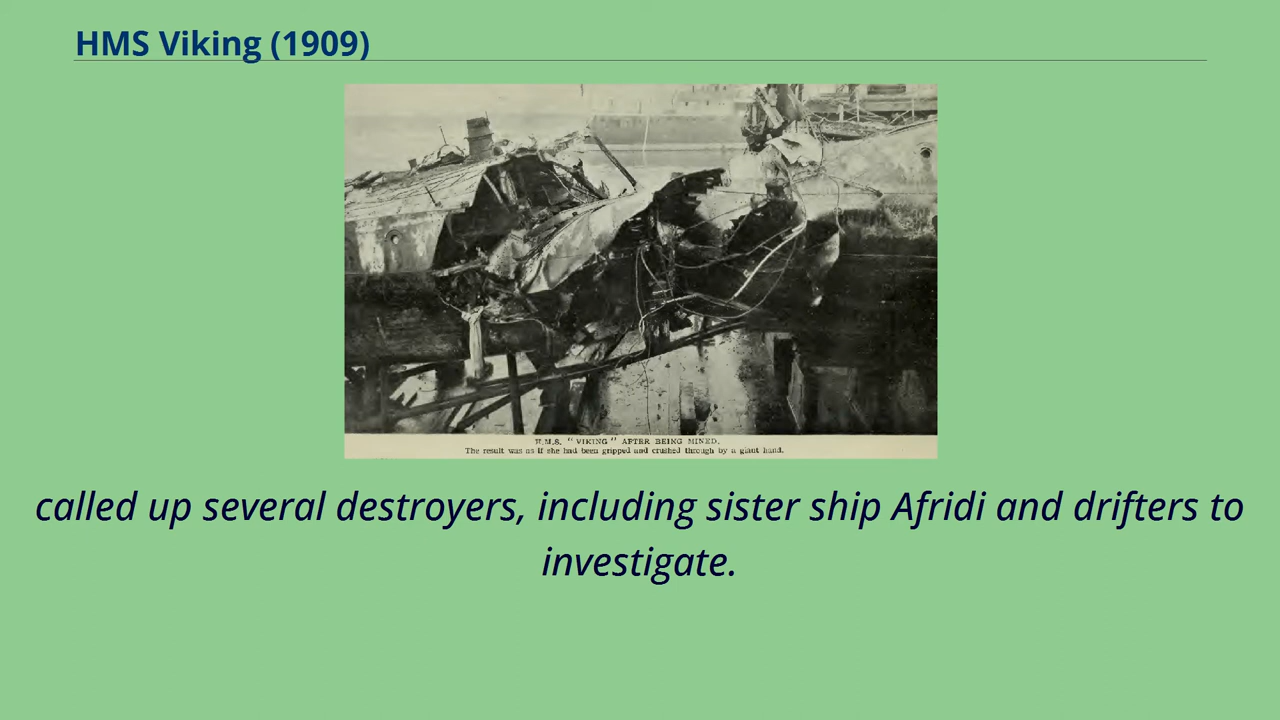 HMS Viking (1909)
H.M.S. "VIKING" AFTER BEING MINED.
The result was as if she had been gripped and crushed through by a giant hand.
called up several destroyers, including sister ship Afridi and drifters to
investigate.